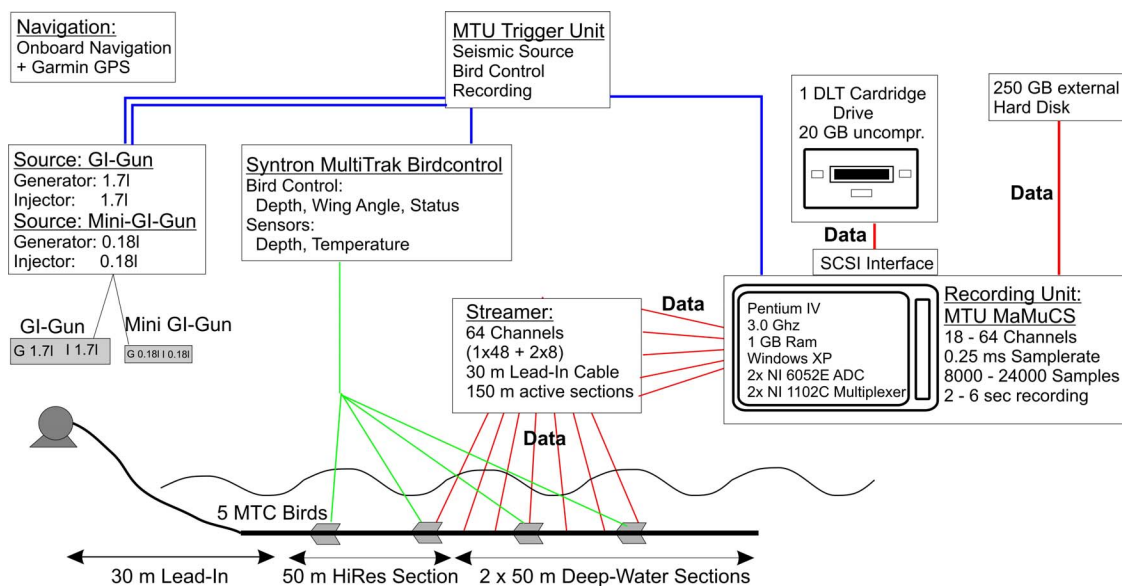 Navigation:
Onboard Navigation
+ Garmin GPS
MTU Trigger Unit
Seismic Source
Bird Control
Recording
1 DLT Cardridge
Drive
20 GB uncompr.
250 GB external
Hard Disk
Source: GI-Gun
Generator: 1.7l
Injector: 1.7l
Source: Mini-GI-Gun
Generator: 0.18l
Injector: 0.18l
Syntron MultiTrak Birdcontrol
Bird Control:
Depth, Wing Angle, Status
Sensors:
Depth, Temperature
Data
Data
SCSI Interface
GI-Gun
G 1.7l I 1.7l
Mini GI-Gun
G 0.18l I 0.18l
Streamer:
64 Channels
(1x48 + 2x8)
30 m Lead-In Cable
150 m active sections
Data
Data
Pentium IV
3.0 Ghz
1 GB Ram
Windows XP
2x NI 6052E ADC
2x NI 1102C Multiplexer
Recording Unit:
MTU MaMuCS
18 - 64 Channels
0.25 ms Samplerate
8000 - 24000 Samples
2 - 6 sec recording
5 MTC Birds
30 m Lead-In
50 m HiRes Section
2 x 50 m Deep-Water Sections